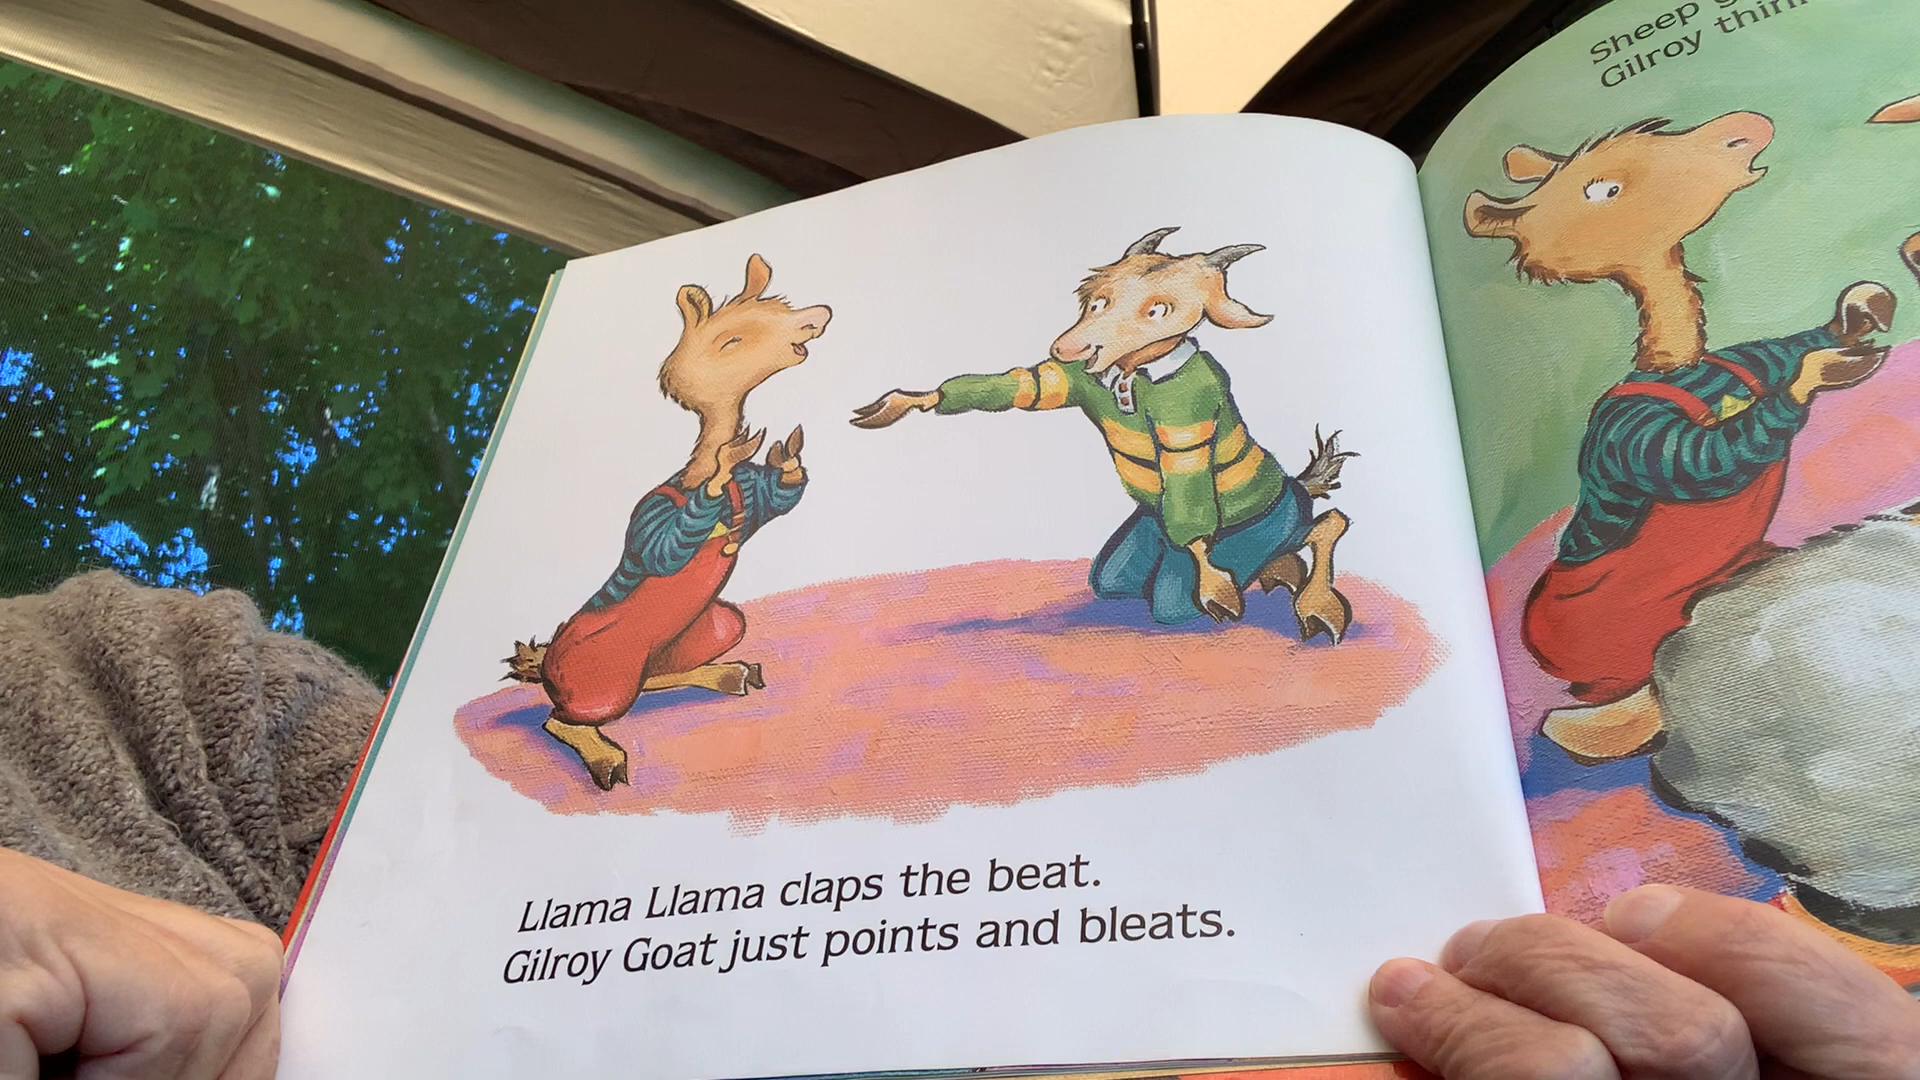 Llama Llama claps the beat.
Gilroy Goat just points and bleats.
Sheep
Gilroy